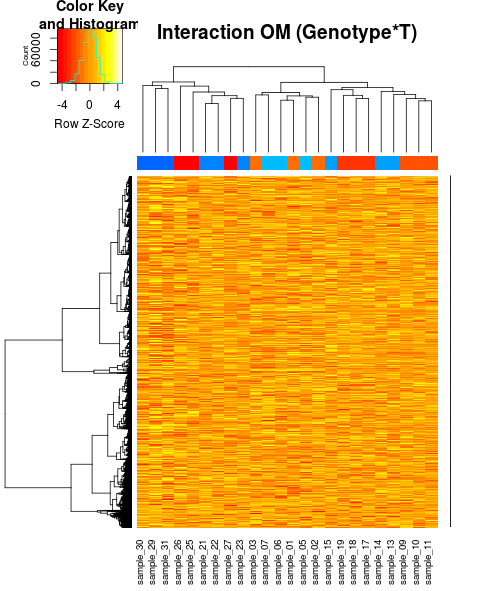 Color Key
and Histogram
Interaction OM (Genotype*T)
Count
0 60000
-4 0 2 4
Row Z-Score
sample_30
sample_29
sample_31
sample_26
sample_25
sample_21
sample_22
sample_27
sample_23
sample_03
sample_07
sample_06
sample_01
sample_05
sample_02
sample_15
sample_19
sample_18
sample_17
sample_14
sample_13
sample_09
sample_10
sample_11